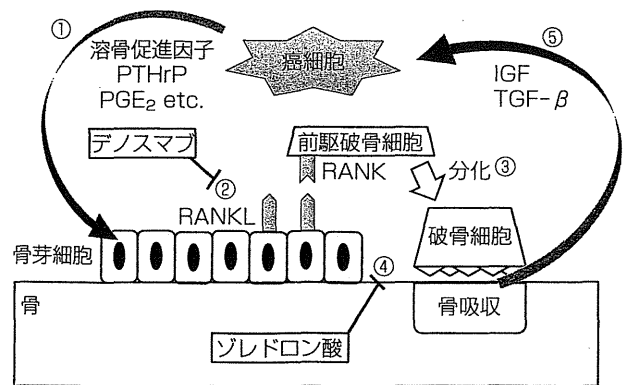 ①
溶骨促進因子
PTHrP
PGE₂ etc.
癌細胞
⑤
IGF
TGF-β
デノスマブ
前駆破骨細胞
RANK
分化③
②
RANKL
破骨細胞
骨芽細胞
④
骨
骨吸収
ゾレドロン酸